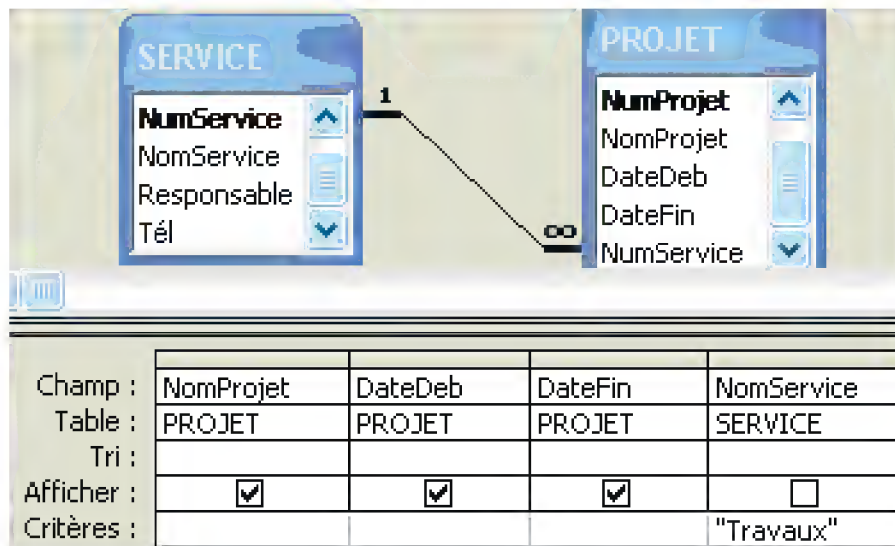 SERVICE
NumService
NomService
Responsable
Tél
1
∞
PROJET
NumProjet
NomProjet
DateDeb
DateFin
NumService
Champ : NomProjet DateDeb DateFin NomService
Table : PROJET PROJET PROJET SERVICE
Tri :
Afficher :
Critères : "Travaux"